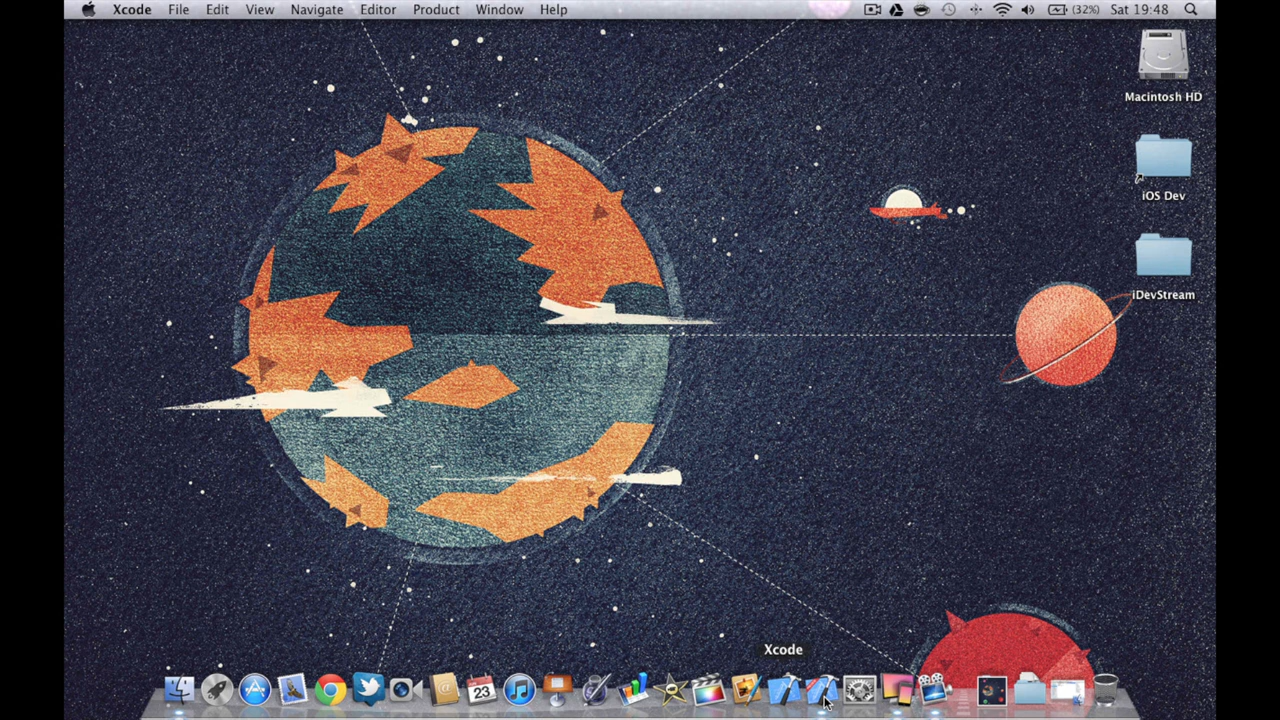 Xcode File Edit View Navigate Editor Product Window Help (32%) Sat 19:48
Macintosh HD
iOS Dev
iDevStream
Xcode
23